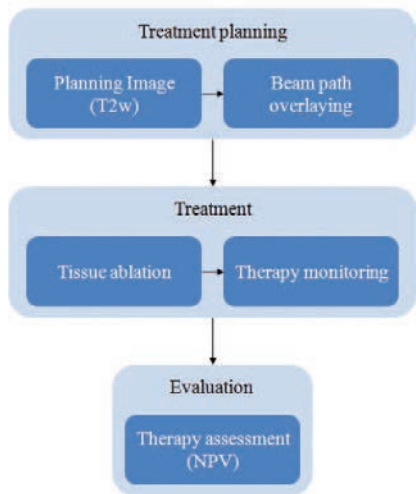 Treatment planning
Planning Image
(T2w)
Beam path
overlaying
Treatment
Tissue ablation
Therapy monitoring
Evaluation
Therapy assessment
(NPV)